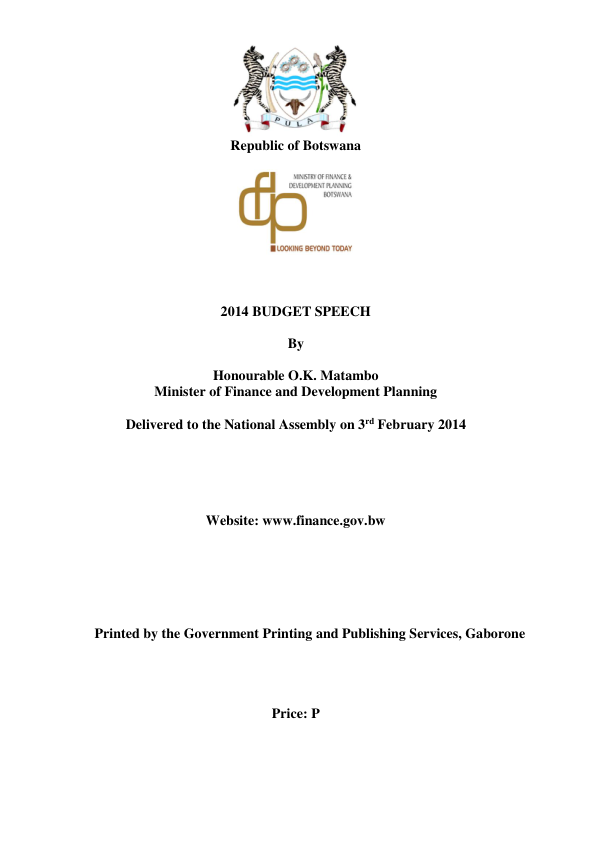 PULA
Republic of Botswana
MINISTRY OF FINANCE &
DEVELOPMENT PLANNING
BOTSWANA
dfp
LOOKING BEYOND TODAY
2014 BUDGET SPEECH
By
Honourable O.K. Matambo
Minister of Finance and Development Planning
Delivered to the National Assembly on 3rd February 2014
Website: www.finance.gov.bw
Printed by the Government Printing and Publishing Services, Gaborone
Price: P